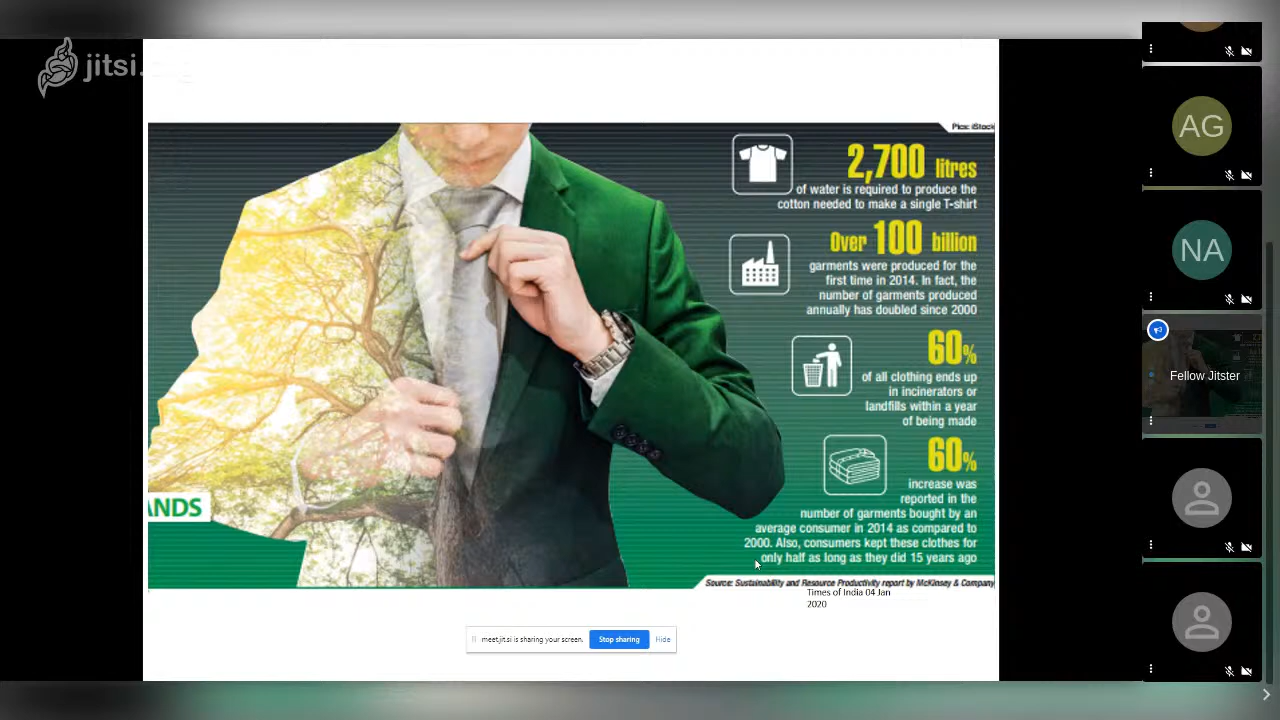 jitsi.
Pics: iStock
2,700 litres
of water is required to produce the
cotton needed to make a single T-shirt
Over 100 billion
garments were produced for the
first time in 2014. In fact, the
number of garments produced
annually has doubled since 2000
60%
of all clothing ends up
in incinerators or
landfills within a year
of being made
60%
increase was
reported in the
number of garments bought by an
average consumer in 2014 as compared to
2000. Also, consumers kept these clothes for
only half as long as they did 15 years ago
ANDS
Source: Sustainability and Resource Productivity report by McKinsey & Company
Times of India 04 Jan
2020
meet.jit.si is sharing your screen.
Stop sharing
Hide
AG
NA
Fellow Jitster